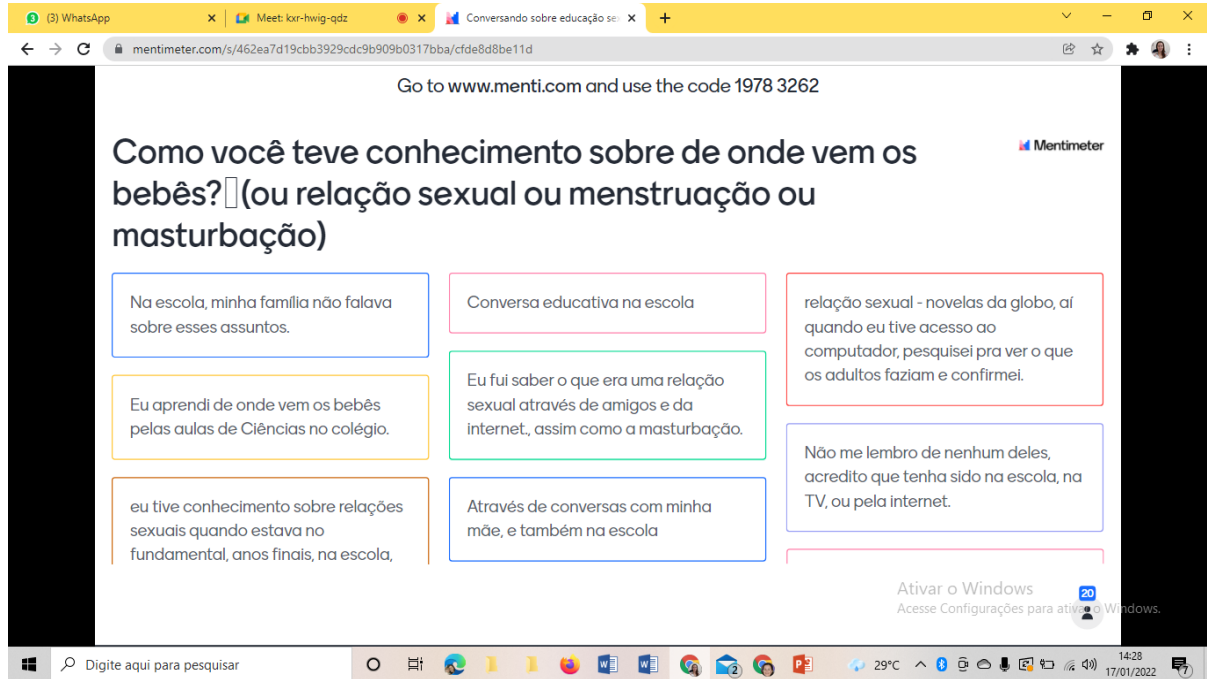 (3) WhatsApp
Meet: kxr-hwig-qdz
Conversando sobre educação se
mentimeter.com/s/462ea7d19cbb3929cdc9b909b0317bba/cfde8d8be11d
Go to www.menti.com and use the code 1978 3262
Como você teve conhecimento sobre de onde vem os
bebês? (ou relação sexual ou menstruação ou
masturbação)
Mentimeter
Na escola, minha família não falava
sobre esses assuntos.
Eu aprendi de onde vem os bebês
pelas aulas de Ciências no colégio.
eu tive conhecimento sobre relações
sexuais quando estava no
fundamental, anos finais, na escola,
Conversa educativa na escola
Eu fui saber o que era uma relação
sexual através de amigos e da
internet., assim como a masturbação.
Através de conversas com minha
mãe, e também na escola
relação sexual - novelas da globo, aí
quando eu tive acesso ao
computador, pesquisei pra ver o que
os adultos faziam e confirmei.
Não me lembro de nenhum deles,
acredito que tenha sido na escola, na
TV, ou pela internet.
Ativar o Windows
Acesse Configurações para ativar o Windows.
20
Digite aqui para pesquisar
2
29°C
14:28
17/01/2022
7